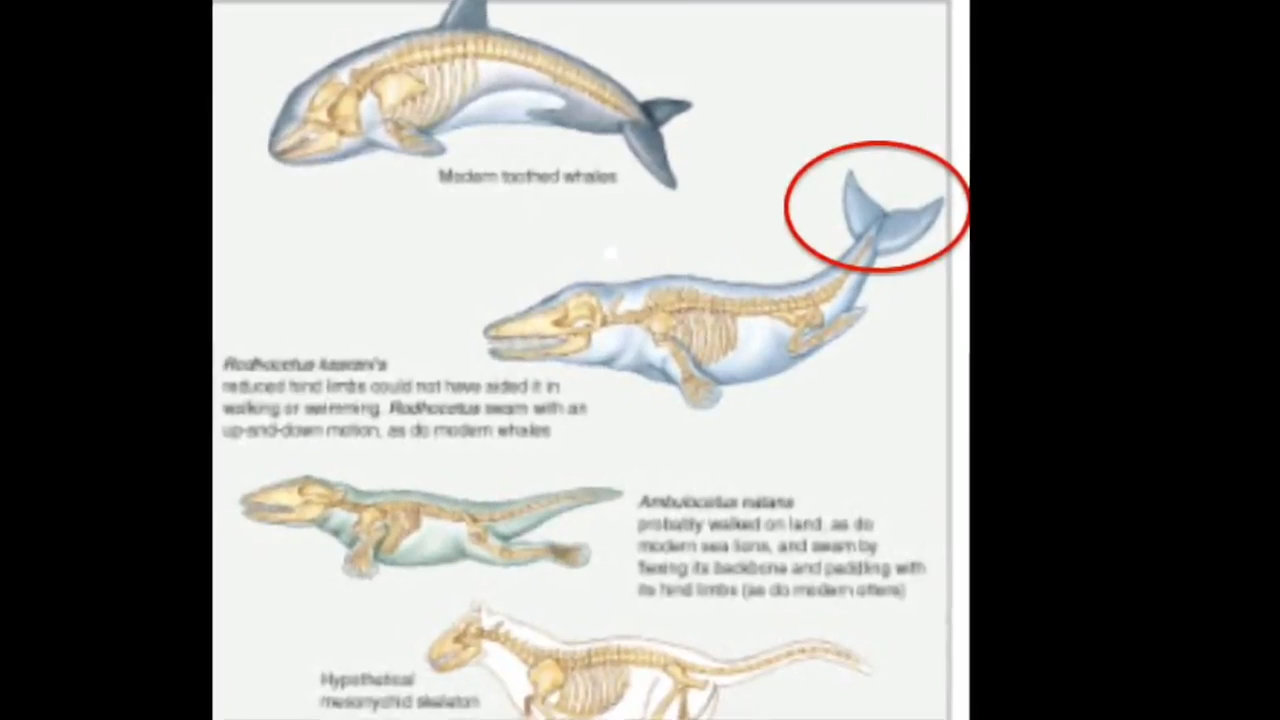 Modern toothed whales
Rodhocetus kasrani's
reduced hind limbs could not have aided it in
walking or swimming. Rodhocetus swam with an
up-and-down motion, as do modern whales
Ambulocetus natans
probably walked on land, as do
modern sea lions, and swam by
flexing its backbone and paddling with
its hind limbs (as do modern otters)
Hypothetical
mesonychid skeleton